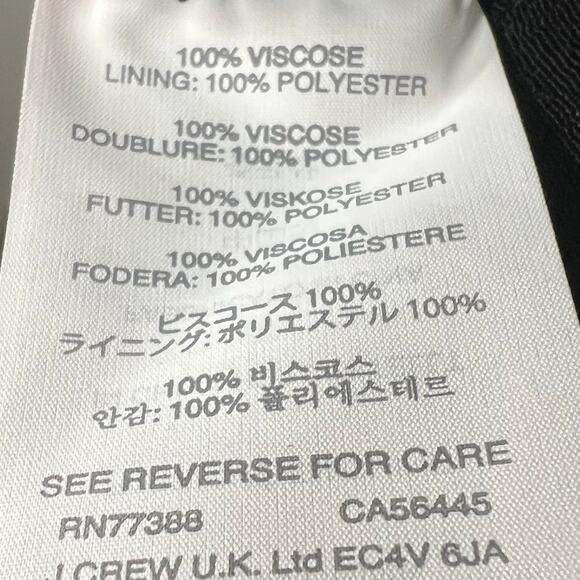 100% VISCOSE
LINING: 100% POLYESTER
100% VISCOSE
DOUBLURE: 100% POLYESTER
100% VISKOSE
FUTTER: 100% POLYESTER
100% VISCOSA
FODERA: 100% POLIESTERE
ビスコース 100%
ライニング: ポリエステル 100%
100% 비스코스
안감: 100% 폴리에스테르
SEE REVERSE FOR CARE
RN77388 CA56445
J.CREW U.K. Ltd EC4V 6JA